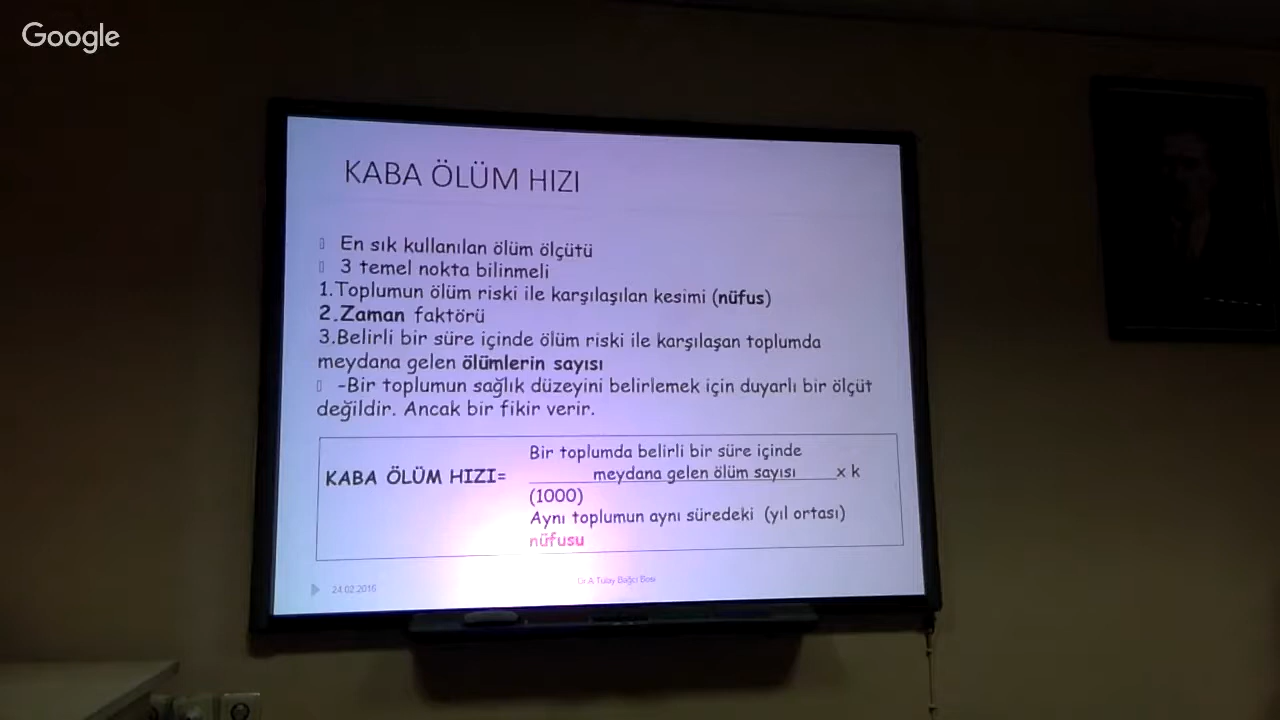 Google
KABA ÖLÜM HIZI
En sık kullanılan ölüm ölçütü
3 temel nokta bilinmeli
1.Toplumun ölüm riski ile karşılaşılan kesimi (nüfus)
2.Zaman faktörü
3.Belirli bir süre içinde ölüm riski ile karşılaşan toplumda
meydana gelen ölümlerin sayısı
-Bir toplumun sağlık düzeyini belirlemek için duyarlı bir ölçüt
değildir. Ancak bir fikir verir.
Bir toplumda belirli bir süre içinde
KABA ÖLÜM HIZI= meydana gelen ölüm sayısı x k
(1000)
Aynı toplumun aynı süredeki (yıl ortası)
nüfusu
24.02.2016
Dr.A.Tulay Bağcı Bosi